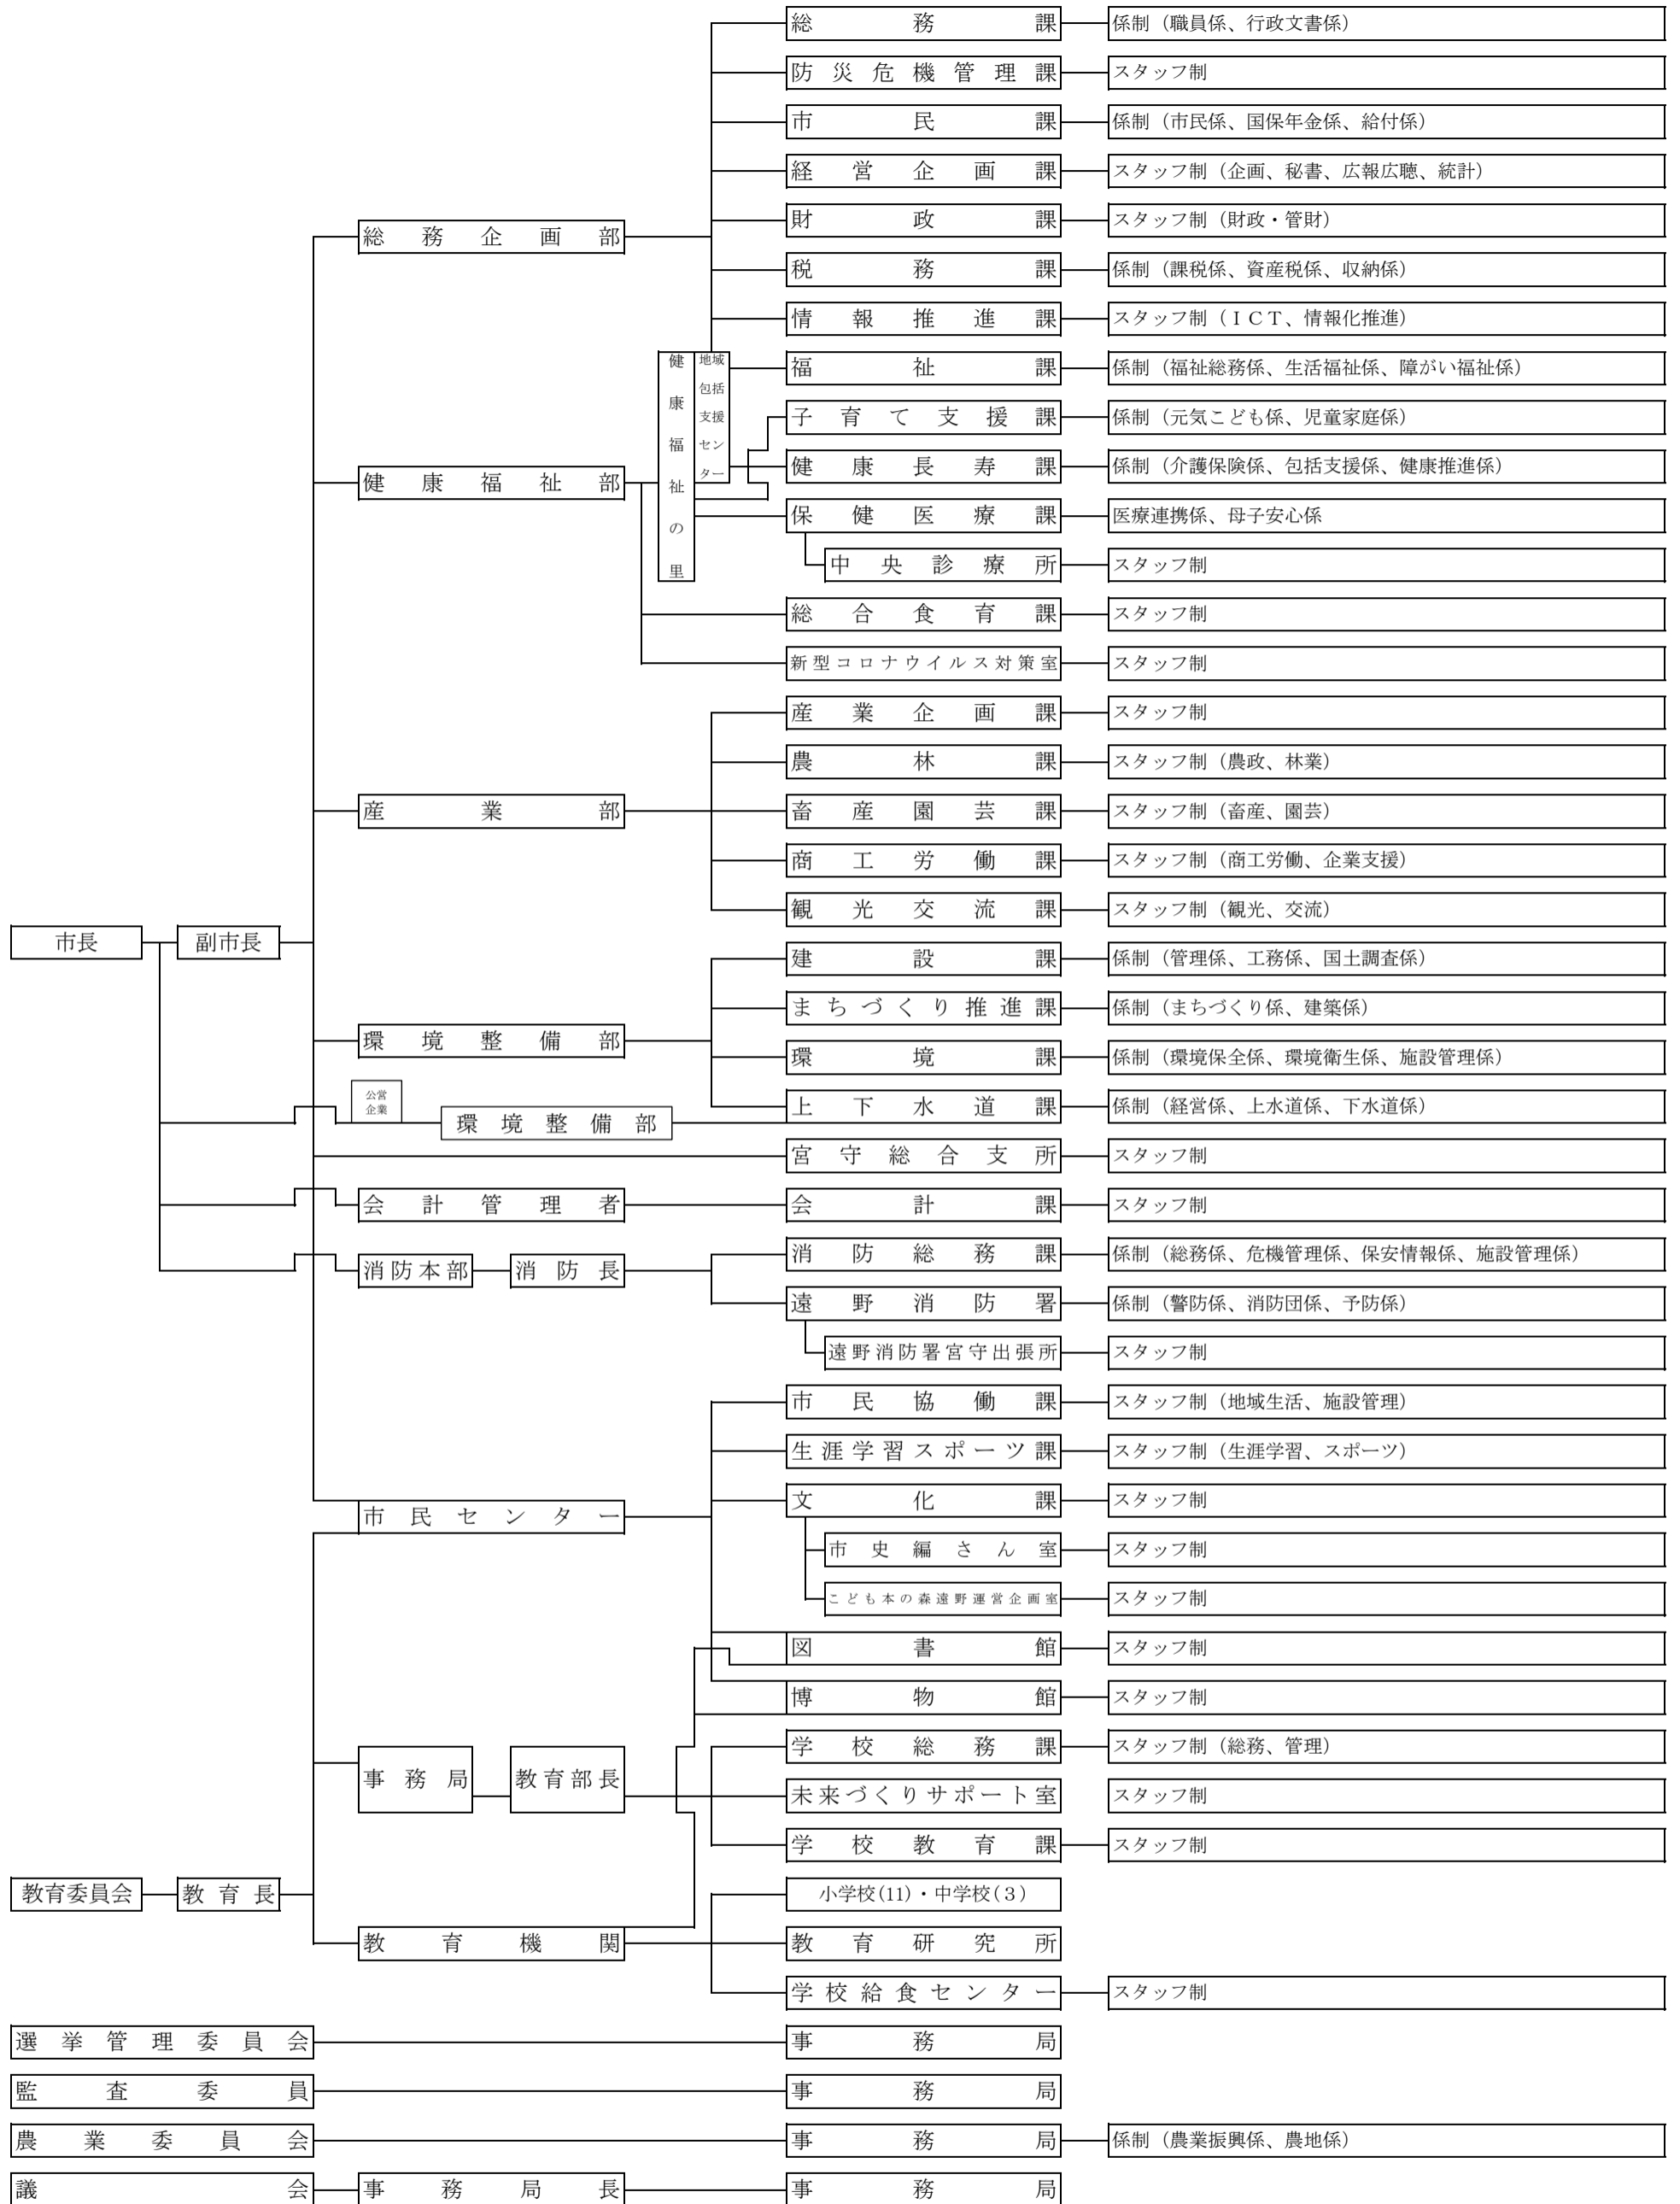 総務課 係制（職員係、行政文書係）
防災危機管理課 スタッフ制
市民課 係制（市民係、国保年金係、給付係）
経営企画課 スタッフ制（企画、秘書、広報広聴、統計）
財政課 スタッフ制（財政・管財）
総務企画部
税務課 係制（課税係、資産税係、収納係）
情報推進課 スタッフ制（ＩＣＴ、情報化推進）
健康福祉の里
地域包括支援センター
福祉課 係制（福祉総務係、生活福祉係、障がい福祉係）
子育て支援課 係制（元気こども係、児童家庭係）
健康福祉部
健康長寿課 係制（介護保険係、包括支援係、健康推進係）
保健医療課 医療連携係、母子安心係
中央診療所 スタッフ制
総合食育課 スタッフ制
新型コロナウイルス対策室 スタッフ制
産業企画課 スタッフ制
農林課 スタッフ制（農政、林業）
産業部
畜産園芸課 スタッフ制（畜産、園芸）
商工労働課 スタッフ制（商工労働、企業支援）
観光交流課 スタッフ制（観光、交流）
市長 副市長
建設課 係制（管理係、工務係、国土調査係）
まちづくり推進課 係制（まちづくり係、建築係）
環境整備部
環境課 係制（環境保全係、環境衛生係、施設管理係）
公営
企業
環境整備部
上下水道課 係制（経営係、上水道係、下水道係）
宮守総合支所 スタッフ制
会計管理者 会計課 スタッフ制
消防本部 消防長
消防総務課 係制（総務係、危機管理係、保安情報係、施設管理係）
遠野消防署 係制（警防係、消防団係、予防係）
遠野消防署宮守出張所 スタッフ制
市民協働課 スタッフ制（地域生活、施設管理）
生涯学習スポーツ課 スタッフ制（生涯学習、スポーツ）
市民センター
文化課 スタッフ制
市史編さん室 スタッフ制
こども本の森遠野運営企画室 スタッフ制
図書館 スタッフ制
博物館 スタッフ制
学校総務課 スタッフ制（総務、管理）
事務局 教育部長
未来づくりサポート室 スタッフ制
学校教育課 スタッフ制
教育委員会 教育長
小学校(11)・中学校(３)
教育機関 教育研究所
学校給食センター スタッフ制
選挙管理委員会 事務局
監査委員 事務局
農業委員会 事務局 係制（農業振興係、農地係）
議会 事務局長 事務局